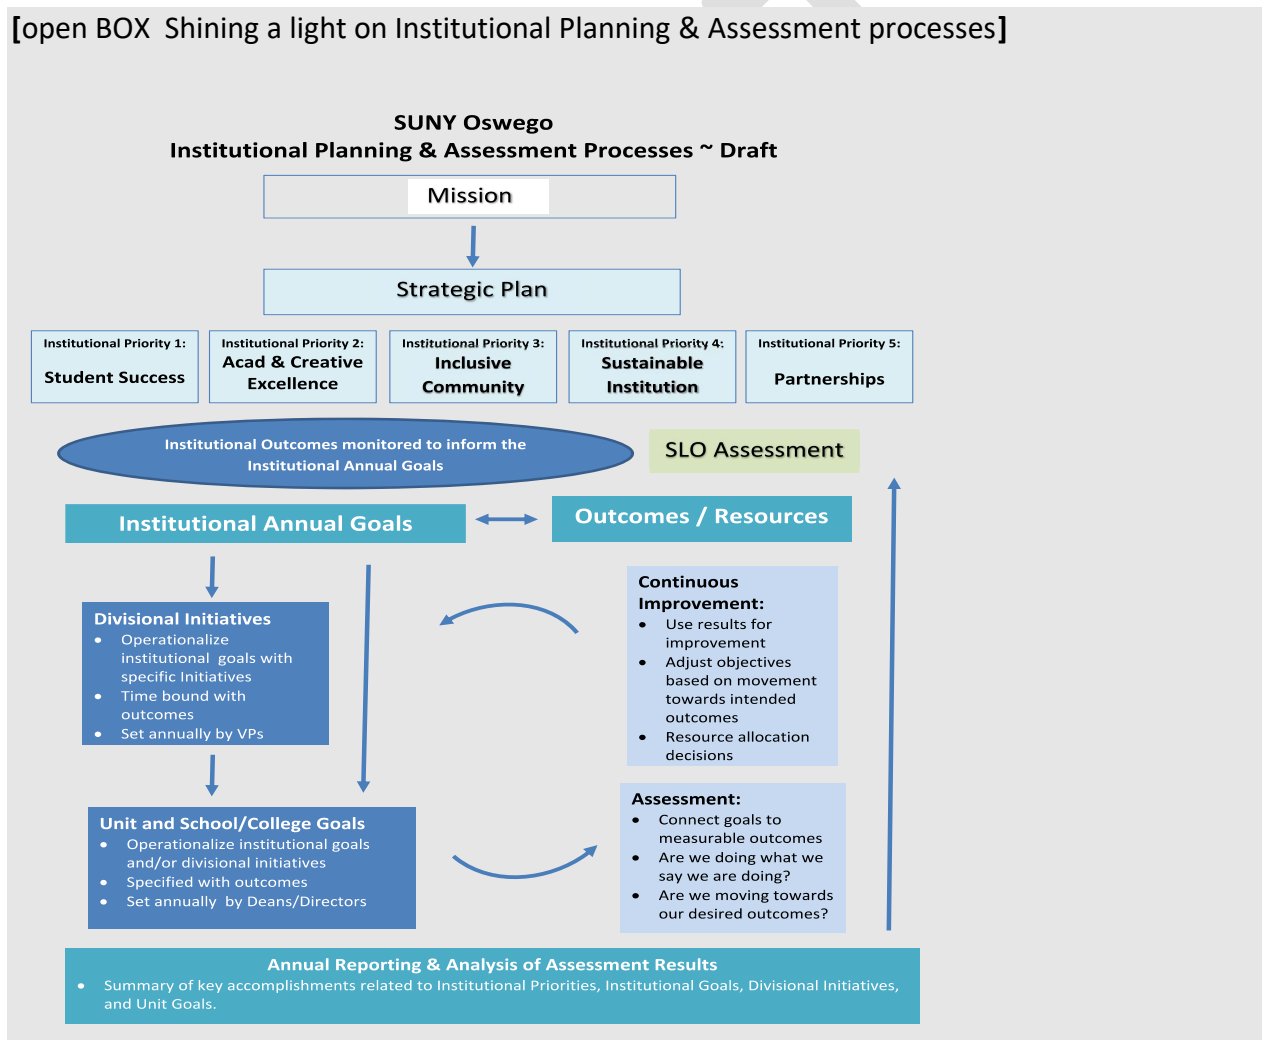 [open BOX  Shining a light on Institutional Planning & Assessment processes]
SUNY Oswego
Institutional Planning & Assessment Processes ~ Draft
Mission
Strategic Plan
Institutional Priority 1:
Student Success
Institutional Priority 2:
Acad & Creative
Excellence
Institutional Priority 3:
Inclusive
Community
Institutional Priority 4:
Sustainable
Institution
Institutional Priority 5:
Partnerships
Institutional Outcomes monitored to inform the
Institutional Annual Goals
SLO Assessment
Institutional Annual Goals
Outcomes / Resources
Divisional Initiatives
• Operationalize
institutional  goals with
specific Initiatives
• Time bound with
outcomes
• Set annually by VPs
Continuous
Improvement:
• Use results for
improvement
• Adjust objectives
based on movement
towards intended
outcomes
• Resource allocation
decisions
Unit and School/College Goals
• Operationalize institutional goals
and/or divisional initiatives
• Specified with outcomes
• Set annually  by Deans/Directors
Assessment:
• Connect goals to
measurable outcomes
• Are we doing what we
say we are doing?
• Are we moving towards
our desired outcomes?
Annual Reporting & Analysis of Assessment Results
• Summary of key accomplishments related to Institutional Priorities, Institutional Goals, Divisional Initiatives,
and Unit Goals.